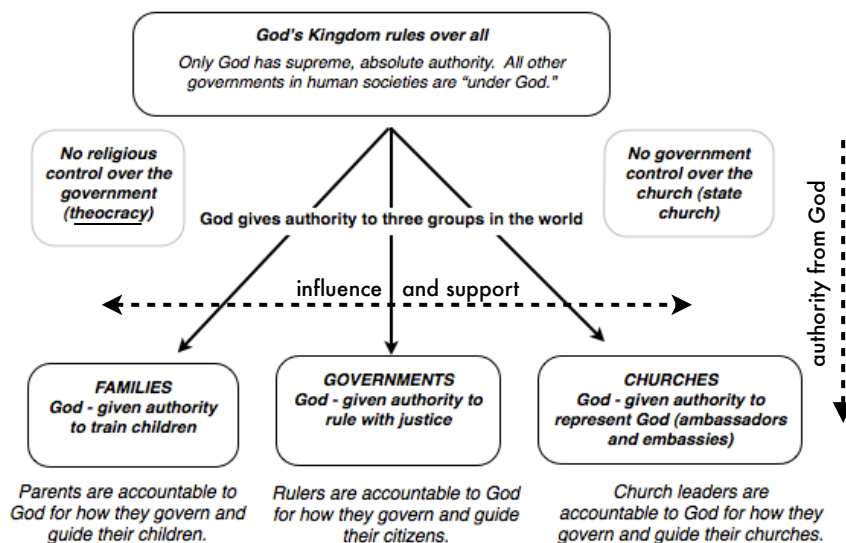 God's Kingdom rules over all
Only God has supreme, absolute authority. All other
governments in human societies are "under God."
No religious
control over the
government
(theocracy)
No government
control over the
church (state
church)
God gives authority to three groups in the world
influence and support
authority from God
FAMILIES
God - given authority
to train children
GOVERNMENTS
God - given authority to
rule with justice
CHURCHES
God - given authority to
represent God (ambassadors
and embassies)
Parents are accountable to
God for how they govern and
guide their children.
Rulers are accountable to God
for how they govern and guide
their citizens.
Church leaders are
accountable to God for how they
govern and guide their churches.